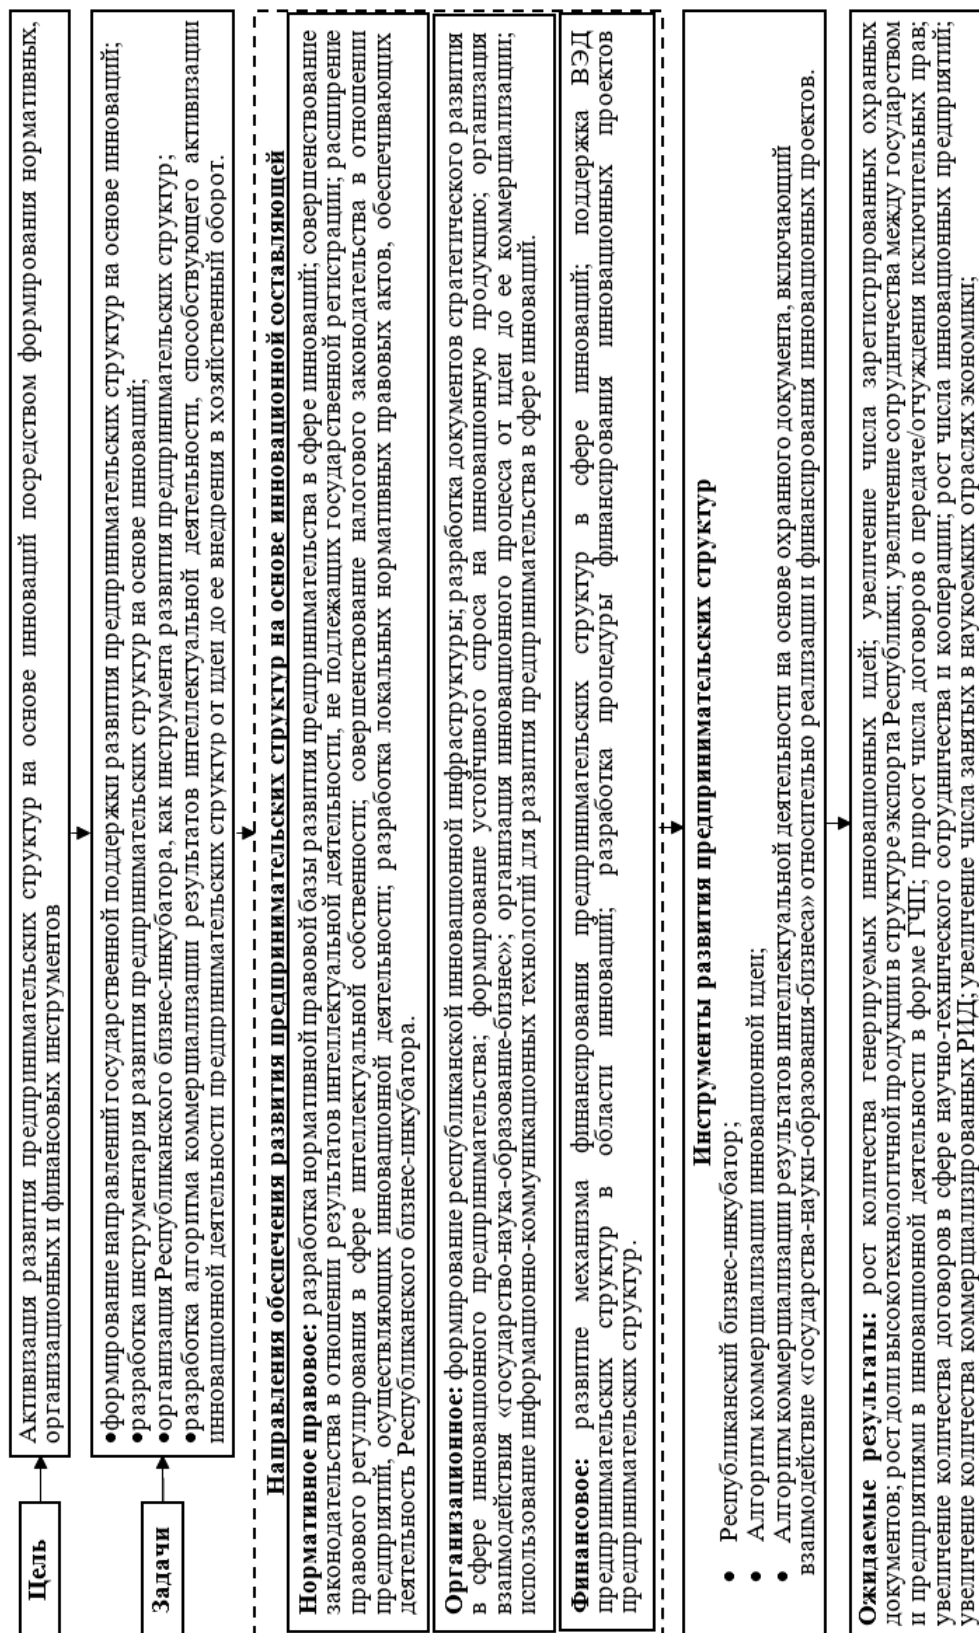 Цель
Активизация развития предпринимательских структур на основе инноваций посредством формирования нормативных,
организационных и финансовых инструментов
Задачи
●формирование направлений государственной поддержки развития предпринимательских структур на основе инноваций;
●разработка инструментария развития предпринимательских структур на основе инноваций;
●организация Республиканского бизнес-инкубатора, как инструмента развития предпринимательских структур;
●разработка алгоритма коммерциализации результатов интеллектуальной деятельности, способствующего активизации
инновационной деятельности предпринимательских структур от идеи до ее внедрения в хозяйственный оборот.
Направления обеспечения развития предпринимательских структур на основе инновационной составляющей
Нормативное правовое: разработка нормативной правовой базы развития предпринимательства в сфере инноваций; совершенствование
законодательства в отношении результатов интеллектуальной деятельности, не подлежащих государственной регистрации; расширение
правового регулирования в сфере интеллектуальной собственности; совершенствование налогового законодательства в отношении
предприятий, осуществляющих инновационной деятельности; разработка локальных нормативных правовых актов, обеспечивающих
деятельность Республиканского бизнес-инкубатора.
Организационное: формирование республиканской инновационной инфраструктуры; разработка документов стратегического развития
в сфере инновационного предпринимательства; формирование устойчивого спроса на инновационную продукцию; организация
взаимодействия «государство-наука-образование-бизнес»; организация инновационного процесса от идеи до ее коммерциализации;
использование информационно-коммуникационных технологий для развития предпринимательства в сфере инноваций.
Финансовое: развитие механизма финансирования предпринимательских структур в сфере инноваций; поддержка ВЭД
предпринимательских структур в области инноваций; разработка процедуры финансирования инновационных проектов
предпринимательских структур.
Инструменты развития предпринимательских структур
● Республиканский бизнес-инкубатор;
● Алгоритм коммерциализации инновационной идеи;
● Алгоритм коммерциализации результатов интеллектуальной деятельности на основе охранного документа, включающий
взаимодействие «государства-науки-образования-бизнеса» относительно реализации и финансирования инновационных проектов.
Ожидаемые результаты: рост количества генерируемых инновационных идей; увеличение числа зарегистрированных охранных
документов; рост доли высокотехнологичной продукции в структуре экспорта Республики; увеличение сотрудничества между государством
и предприятиями в инновационной деятельности в форме ГЧП; прирост числа договоров о передаче/отчуждения исключительных прав;
увеличение количества договоров в сфере научно-технического сотрудничества и кооперации; рост числа инновационных предприятий;
увеличение количества коммерциализированных РИД; увеличение числа занятых в наукоемких отраслях экономики;